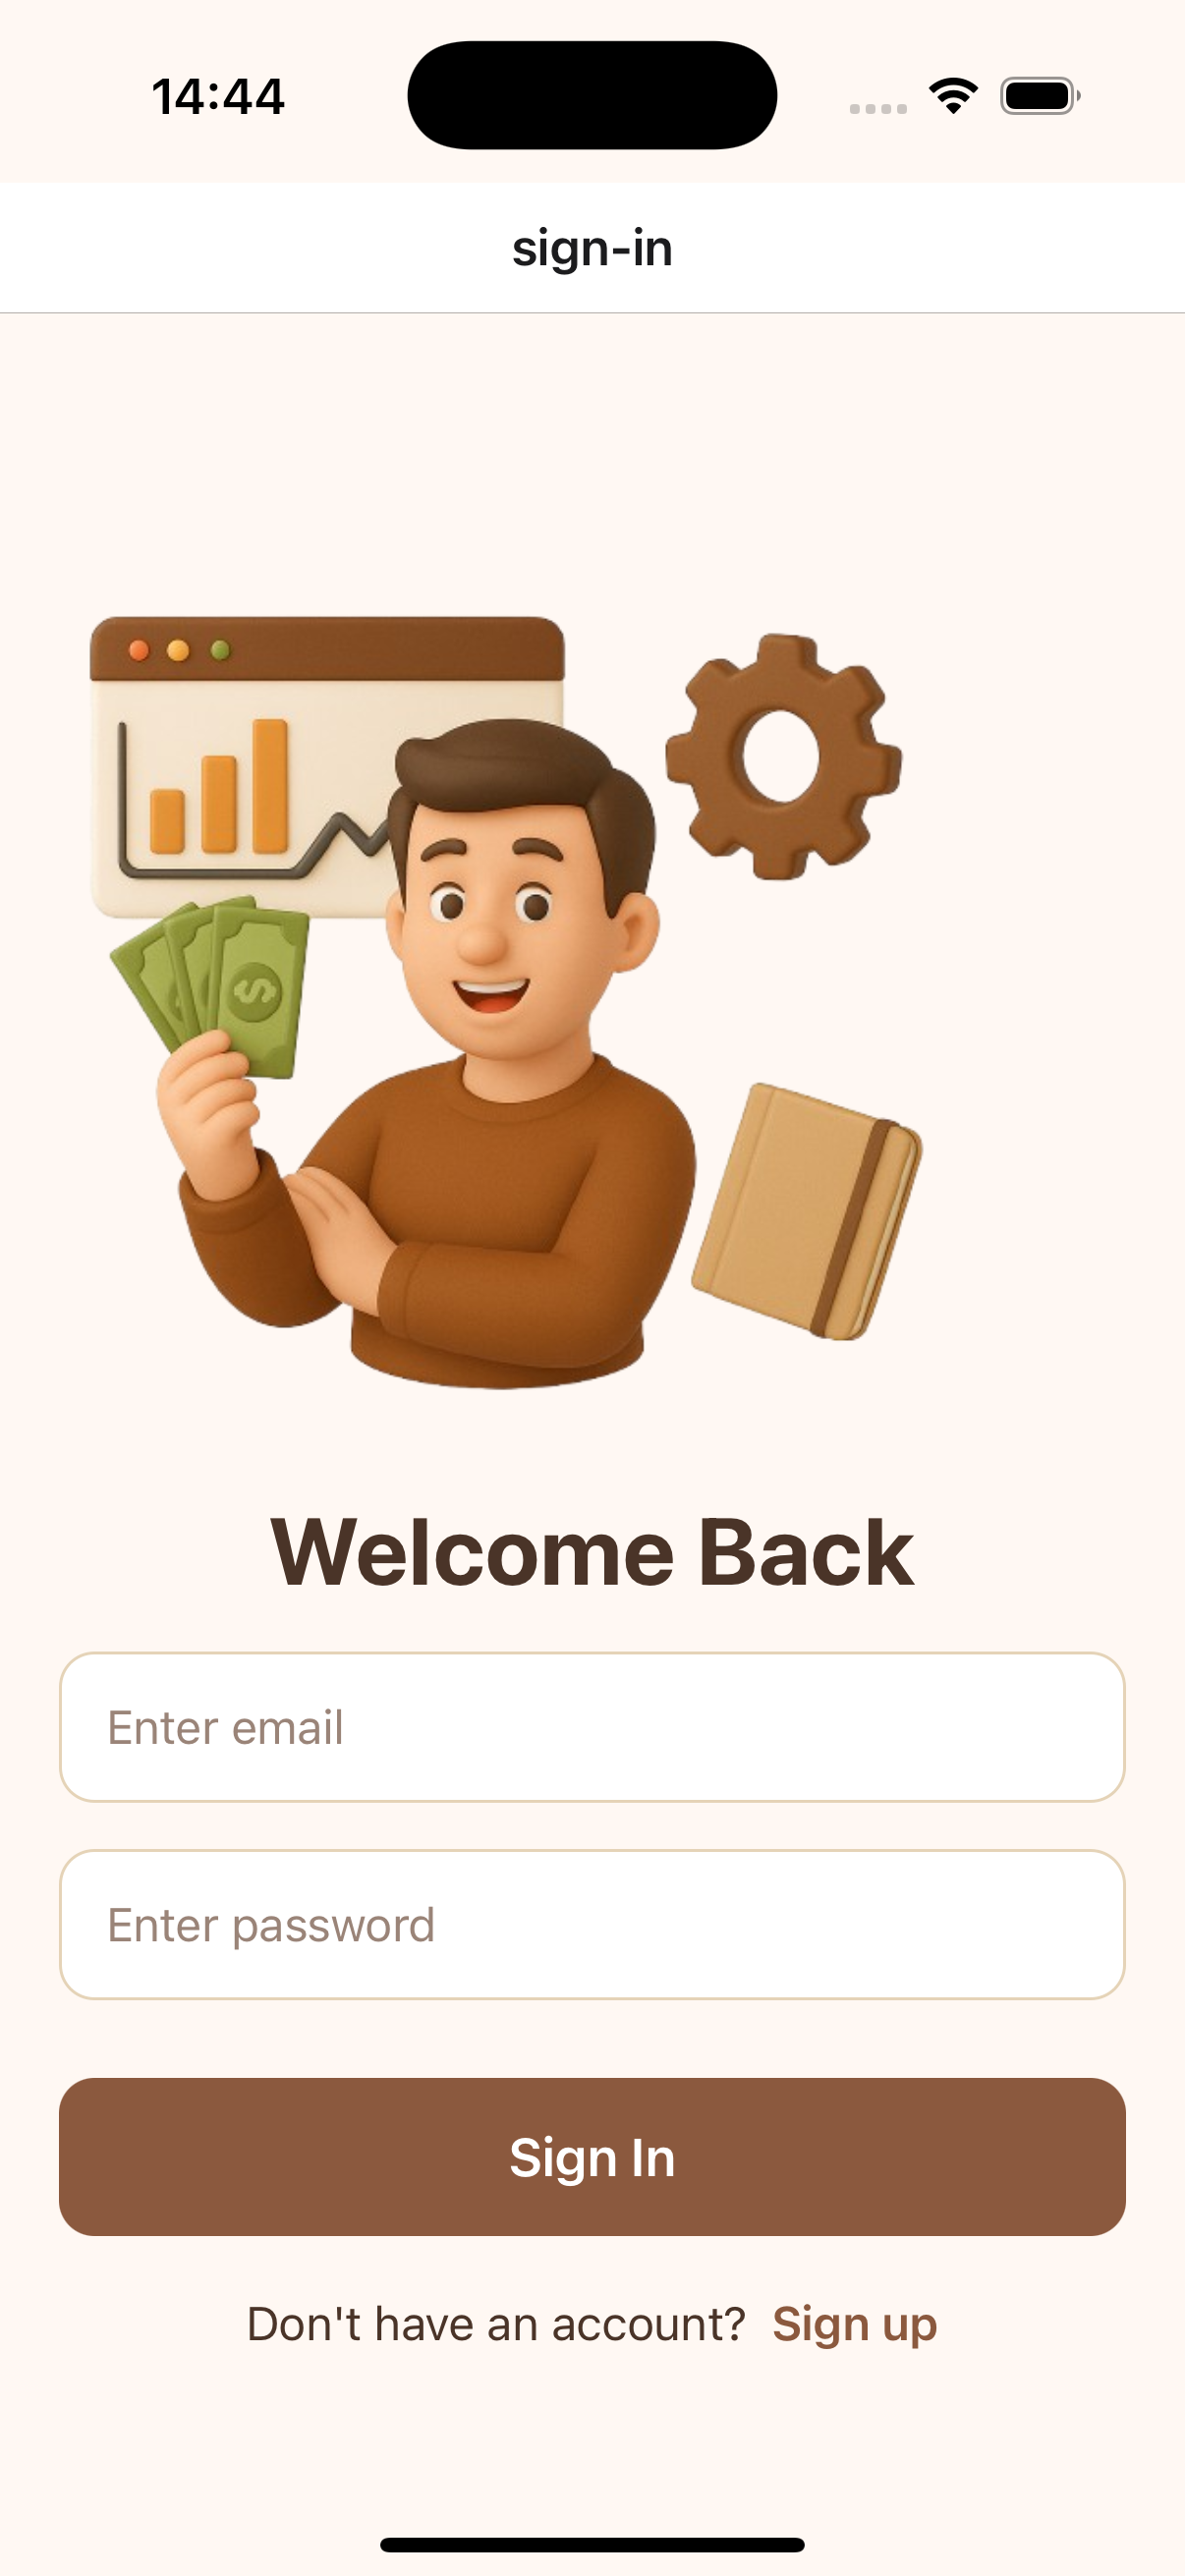 14:44
sign-in
$
Welcome Back
Enter email
Enter password
Sign In
Don't have an account? Sign up